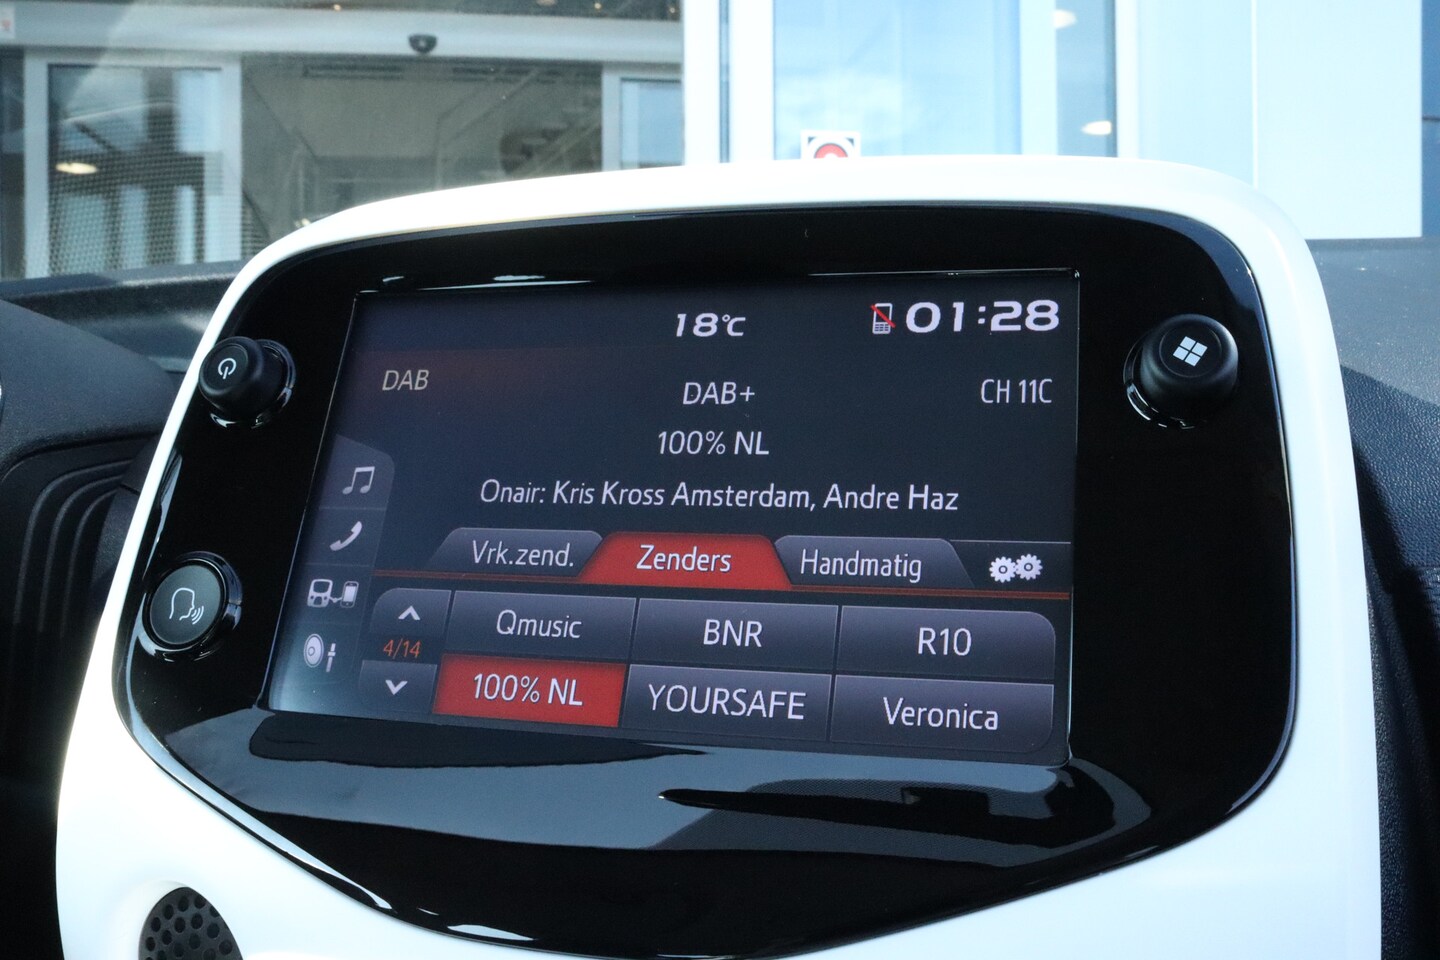 18°C
01:28
DAB
DAB+
CH 11C
100% NL
Onair: Kris Kross Amsterdam, Andre Haz
Vrk.zend.
Zenders
Handmatig
4/14
Qmusic
BNR
R10
100% NL
YOURSAFE
Veronica